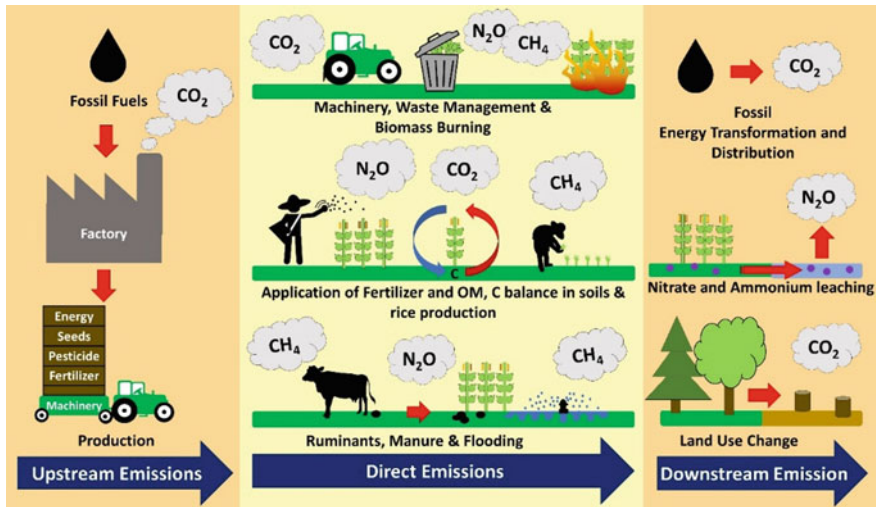 Fossil Fuels
CO₂
Factory
Energy
Seeds
Pesticide
Fertilizer
Machinery
Production
Upstream Emissions
CO₂
N₂O
CH₄
Machinery, Waste Management &
Biomass Burning
N₂O
CO₂
CH₄
C
Application of Fertilizer and OM, C balance in soils &
rice production
CH₄
N₂O
CH₄
Ruminants, Manure & Flooding
Direct Emissions
CO₂
Fossil
Energy Transformation and
Distribution
N₂O
Nitrate and Ammonium leaching
CO₂
Land Use Change
Downstream Emission